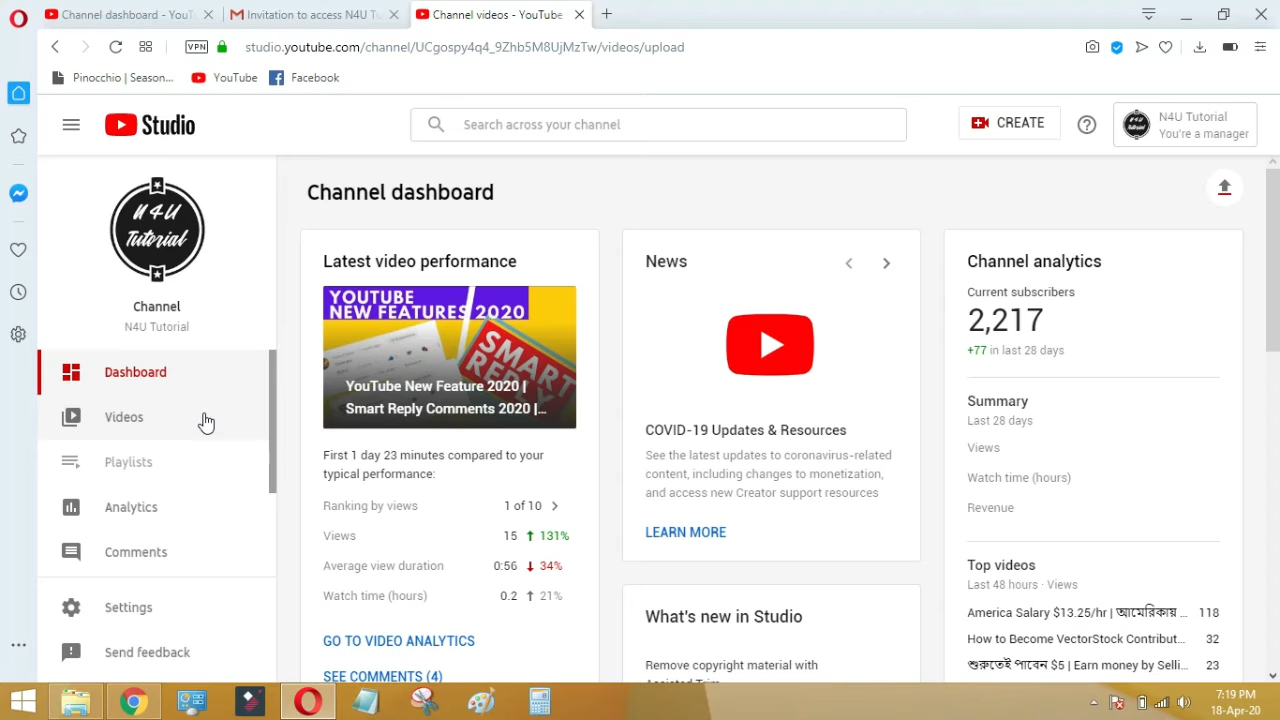 Channel dashboard - YouT
Invitation to access N4U Tu
Channel videos - YouTube
VPN
studio.youtube.com/channel/UCgospy4q4_9Zhb5M8UjMzTw/videos/upload
Pinocchio | Season...
YouTube
Facebook
Studio
Search across your channel
CREATE
N4U Tutorial
You're a manager
N4U
Tutorial
N4U
Tutorial
Channel
N4U Tutorial
Dashboard
Videos
Playlists
Analytics
Comments
Settings
Send feedback
Channel dashboard
Latest video performance
YOUTUBE
NEW FEATURES 2020
SMART
REPLY
YouTube New Feature 2020 |
Smart Reply Comments 2020 |...
First 1 day 23 minutes compared to your
typical performance:
Ranking by views 1 of 10
Views 15 131%
Average view duration 0:56 34%
Watch time (hours) 0.2 21%
GO TO VIDEO ANALYTICS
SEE COMMENTS (4)
News
COVID-19 Updates & Resources
See the latest updates to coronavirus-related
content, including changes to monetization,
and access new Creator support resources
LEARN MORE
What's new in Studio
Remove copyright material with
Assisted Trim
Channel analytics
Current subscribers
2,217
+77 in last 28 days
Summary
Last 28 days
Views
Watch time (hours)
Revenue
Top videos
Last 48 hours · Views
America Salary $13.25/hr | আমেরিকায় ... 118
How to Become VectorStock Contribut... 32
শুরুতেই পাবেন $5 | Earn money by Selli... 23
7:19 PM
18-Apr-20